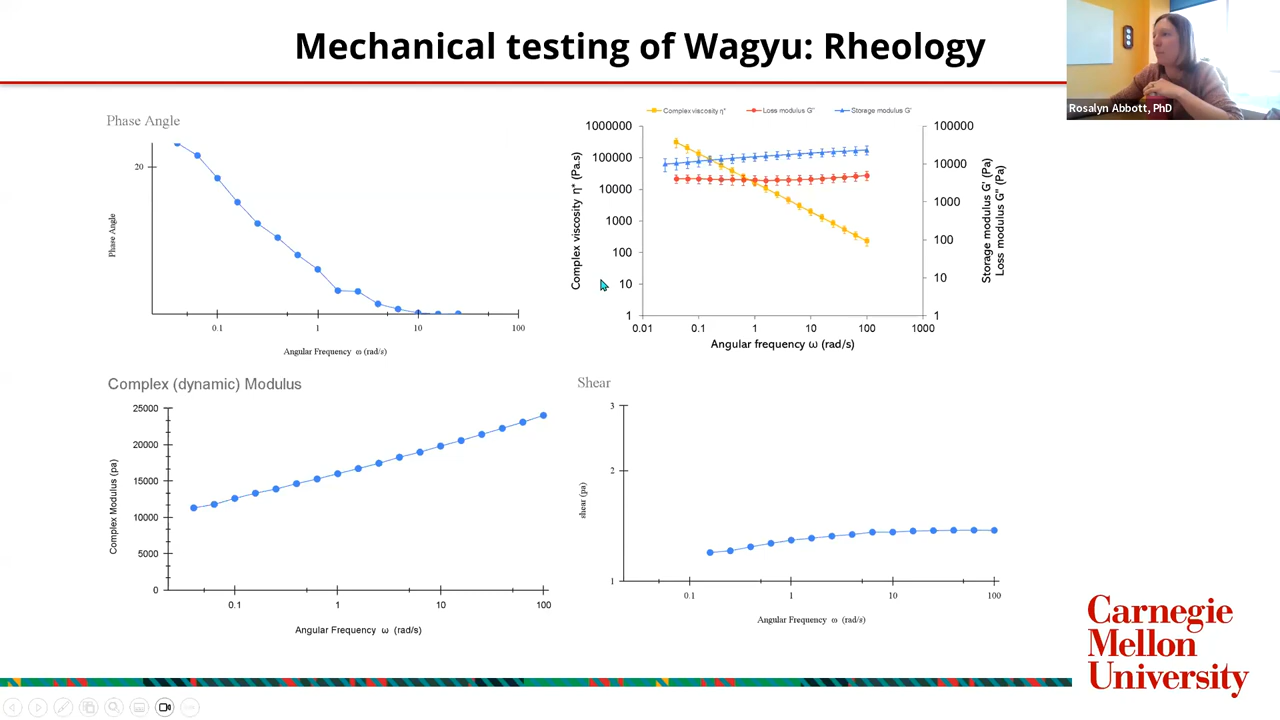 Mechanical testing of Wagyu: Rheology
Rosalyn Abbott, PhD
Phase Angle
20
Phase Angle
0.1 1 10 100
Angular Frequency ω (rad/s)
Complex viscosity η* Loss modulus G'' Storage modulus G'
1000000
100000
10000
1000
100
10
1
Complex viscosity η* (Pa.s)
100000
10000
1000
100
10
1
Storage modulus G' (Pa)
Loss modulus G'' (Pa)
0.01 0.1 1 10 100 1000
Angular frequency ω (rad/s)
Complex (dynamic) Modulus
25000
20000
15000
10000
5000
0
Complex Modulus (pa)
0.1 1 10 100
Angular Frequency ω (rad/s)
Shear
3
2
1
shear (pa)
0.1 1 10 100
Angular Frequency ω (rad/s)
Carnegie
Mellon
University